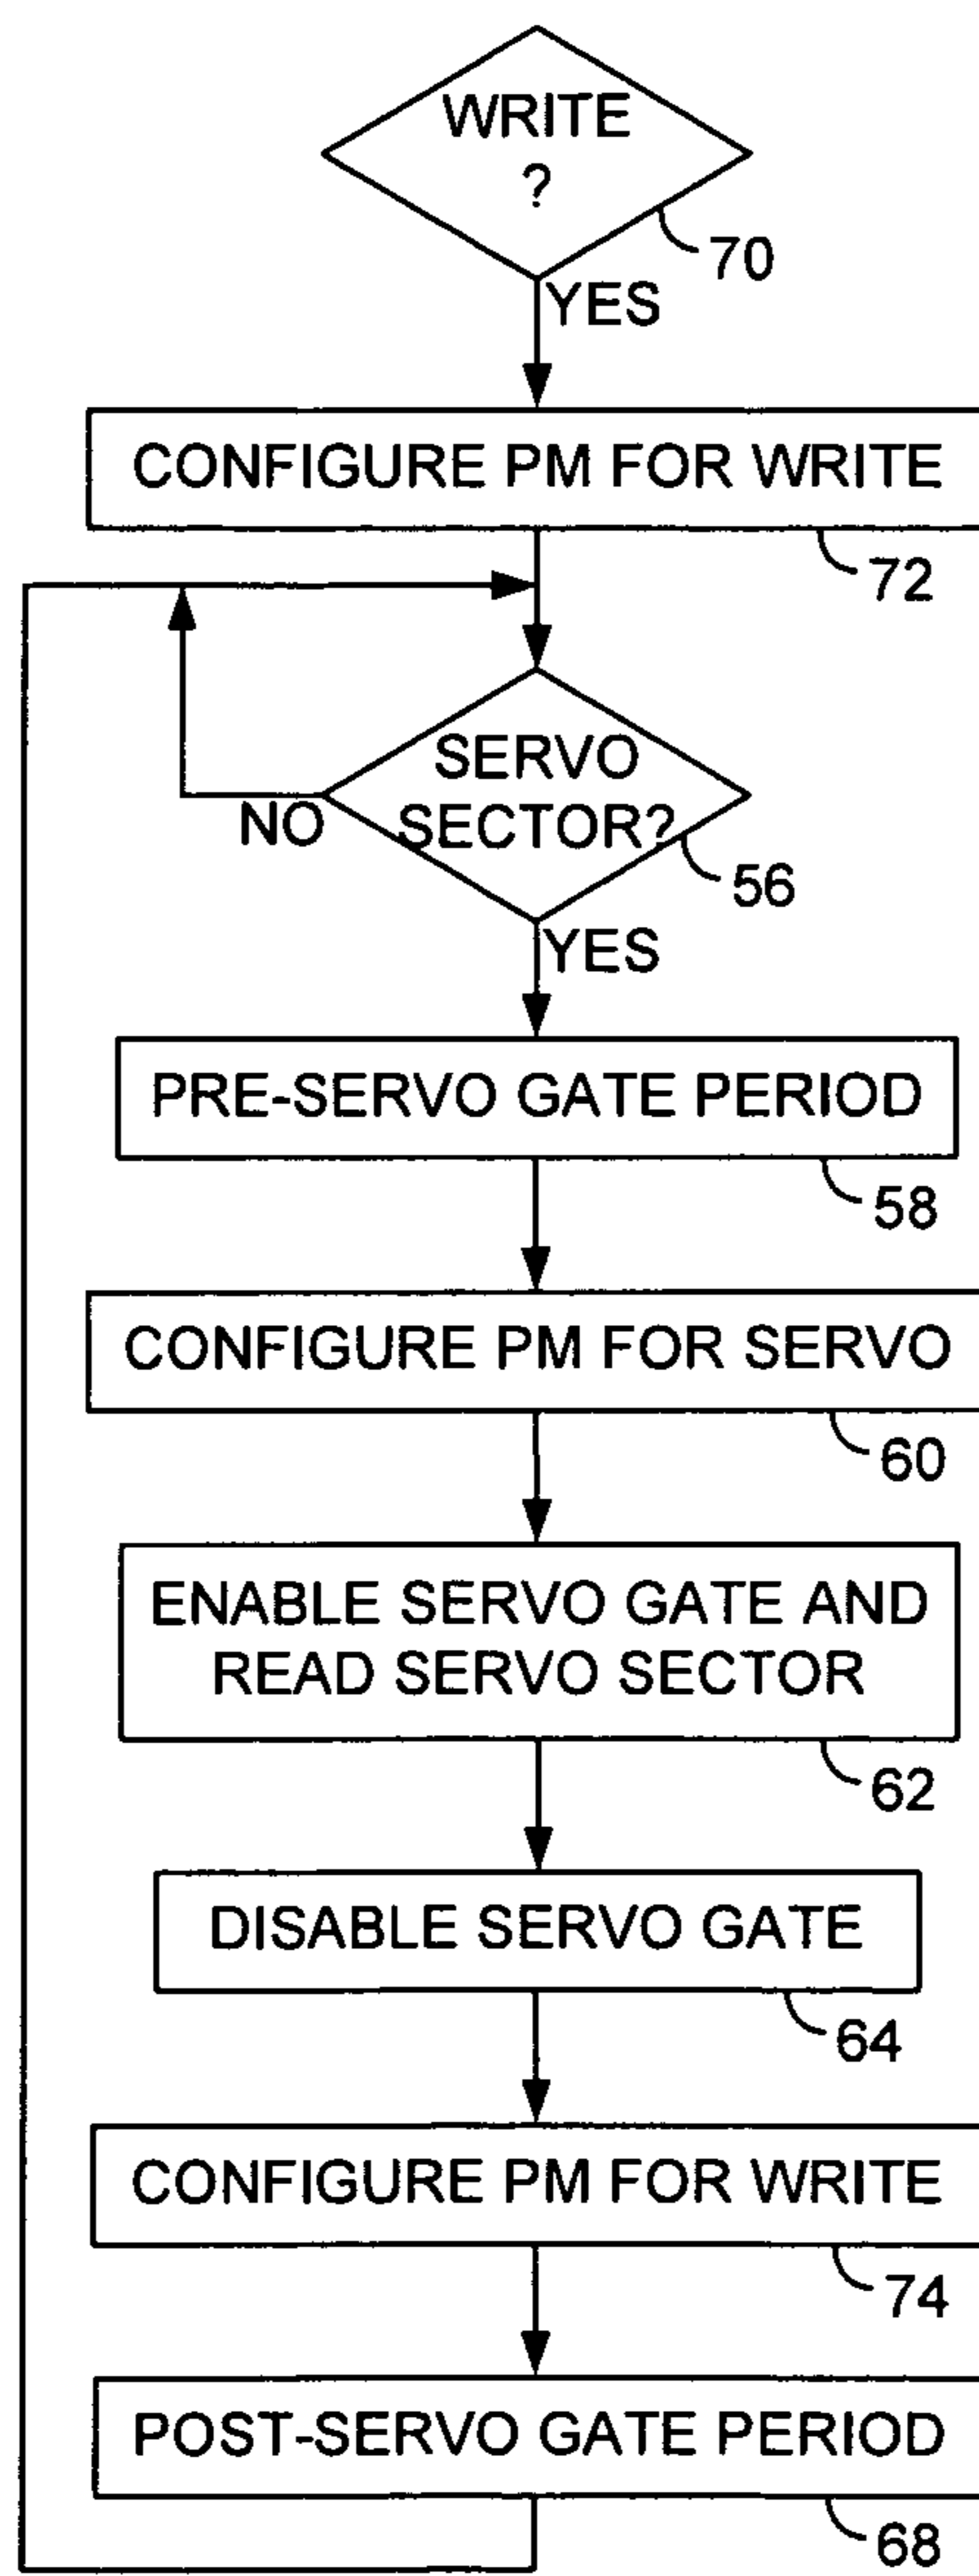 WRITE
?
70
YES
CONFIGURE PM FOR WRITE
72
SERVO
SECTOR?
NO
56
YES
PRE-SERVO GATE PERIOD
58
CONFIGURE PM FOR SERVO
60
ENABLE SERVO GATE AND
READ SERVO SECTOR
62
DISABLE SERVO GATE
64
CONFIGURE PM FOR WRITE
74
POST-SERVO GATE PERIOD
68